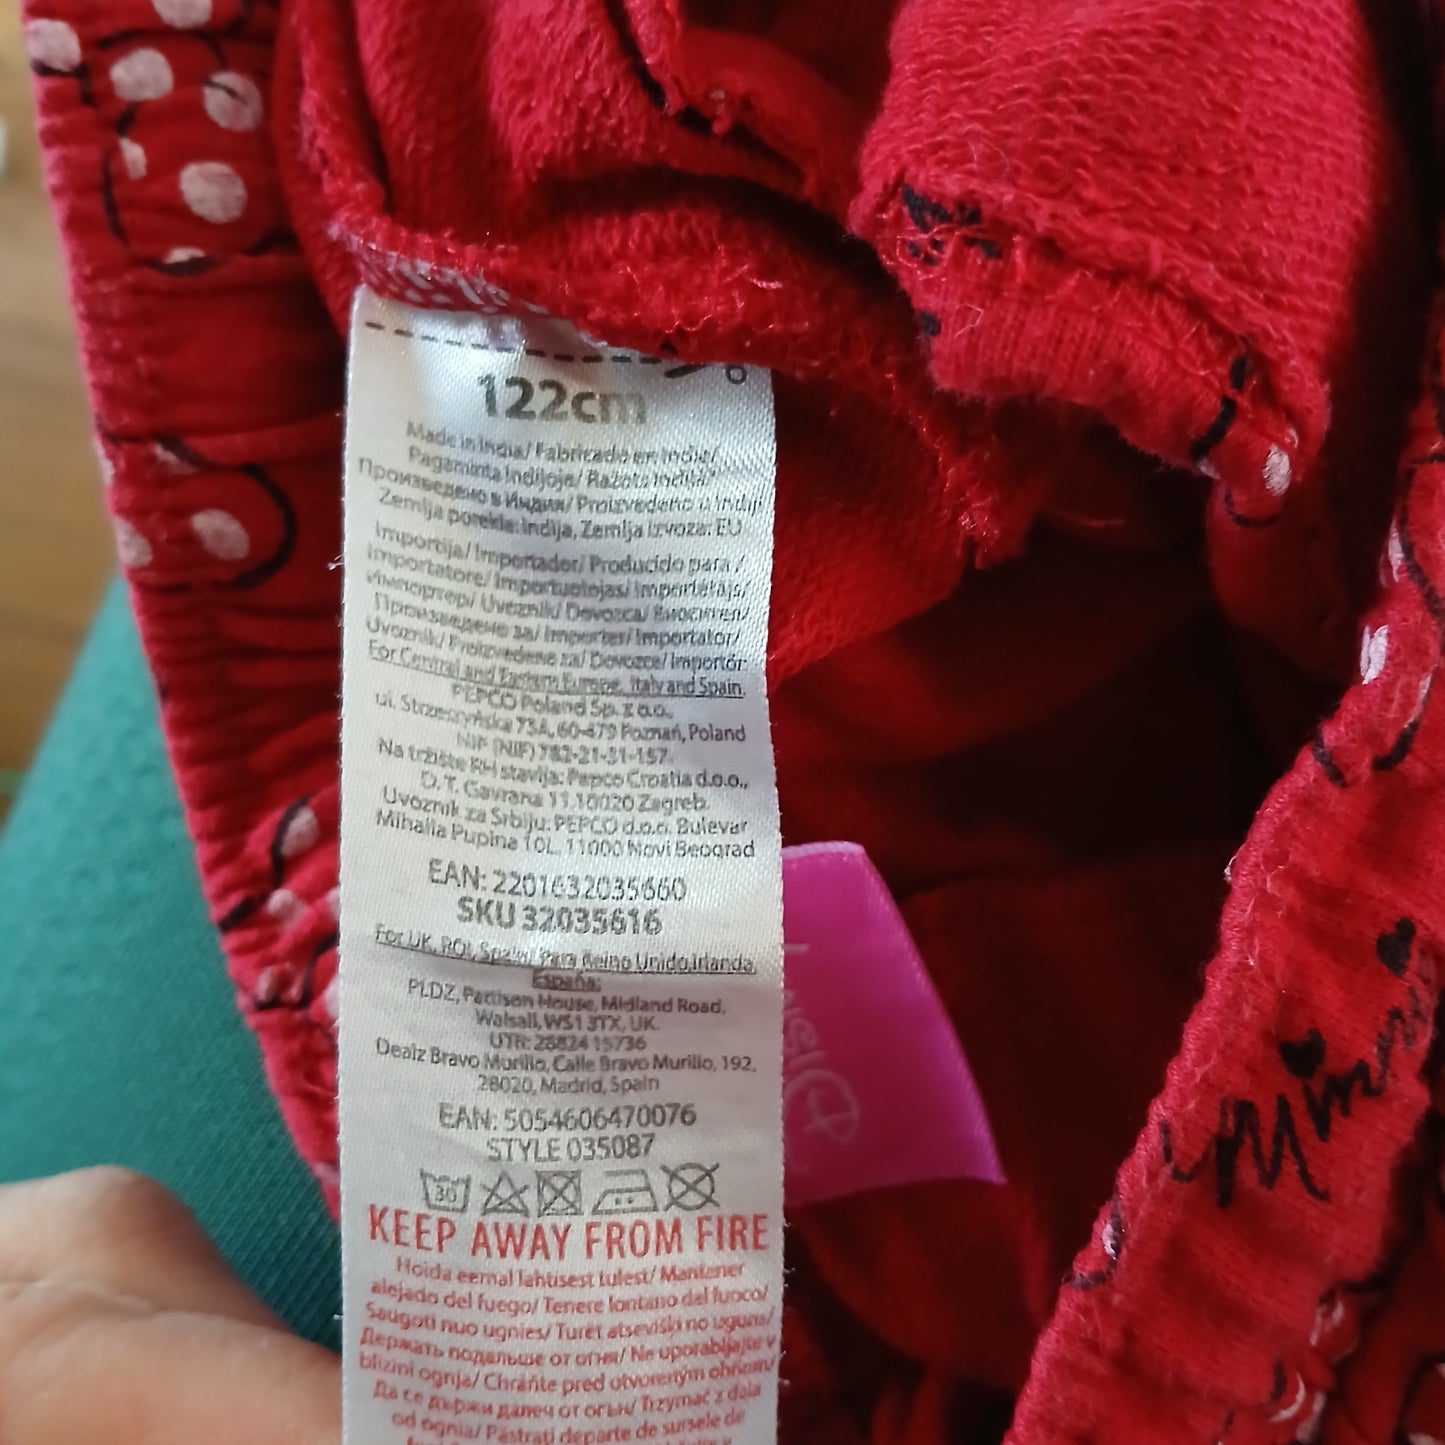 122cm
Made in India/ Fabricado en India/
Pagaminta Indijoje/ Ražots Indijā/
Произведено в Индия/ Proizvedeno u Indiji
Zemlja porekla: Indija, Zemlja izvoza: EU
Importija/ Importador/ Producido para /
Importatore/ Importuotojas/ Importētājs/
Импортер/ Uvoznik/ Dovozca/ Вносител/
Произведено за/ Importer/ Importator/
Uvoznik/ Proizvedeno za/ Dovozce/ Importőr
For Central and Eastern Europe, Italy and Spain.
PEPCO Poland Sp. z o.o.,
ul. Strzeszyńska 73A, 60-479 Poznań, Poland
NIP (NIF) 782-21-31-157.
Na tržište RH stavlja: Pepco Croatia d.o.o.,
D. T. Gavrana 11,10020 Zagreb.
Uvoznik za Srbiju: PEPCO d.o.o. Bulevar
Mihaila Pupina 10L, 11000 Novi Beograd
EAN: 2201632035660
SKU 32035616
For UK, ROI, Spain/ Para Reino Unido,Irlanda,
España:
PLDZ, Pattison House, Midland Road,
Walsall, WS1 3TX, UK.
UTR: 28824 15736
Dealz Bravo Murillo, Calle Bravo Murillo, 192,
28020, Madrid, Spain
EAN: 5054606470076
STYLE 035087
30
KEEP AWAY FROM FIRE
Hoida eemal lahtisest tulest/ Mantener
alejado del fuego/ Tenere lontano dal fuoco/
Saugoti nuo ugnies/ Turēt atsevišķi no uguns/
Держать подальше от огня/ Ne uporabljajte v
blizini ognja/ Chráňte pred otvoreným ohňom/
Да се държи далеч от огън/ Trzymać z dala
od ognia/ Păstrați departe de sursele de
Minnie